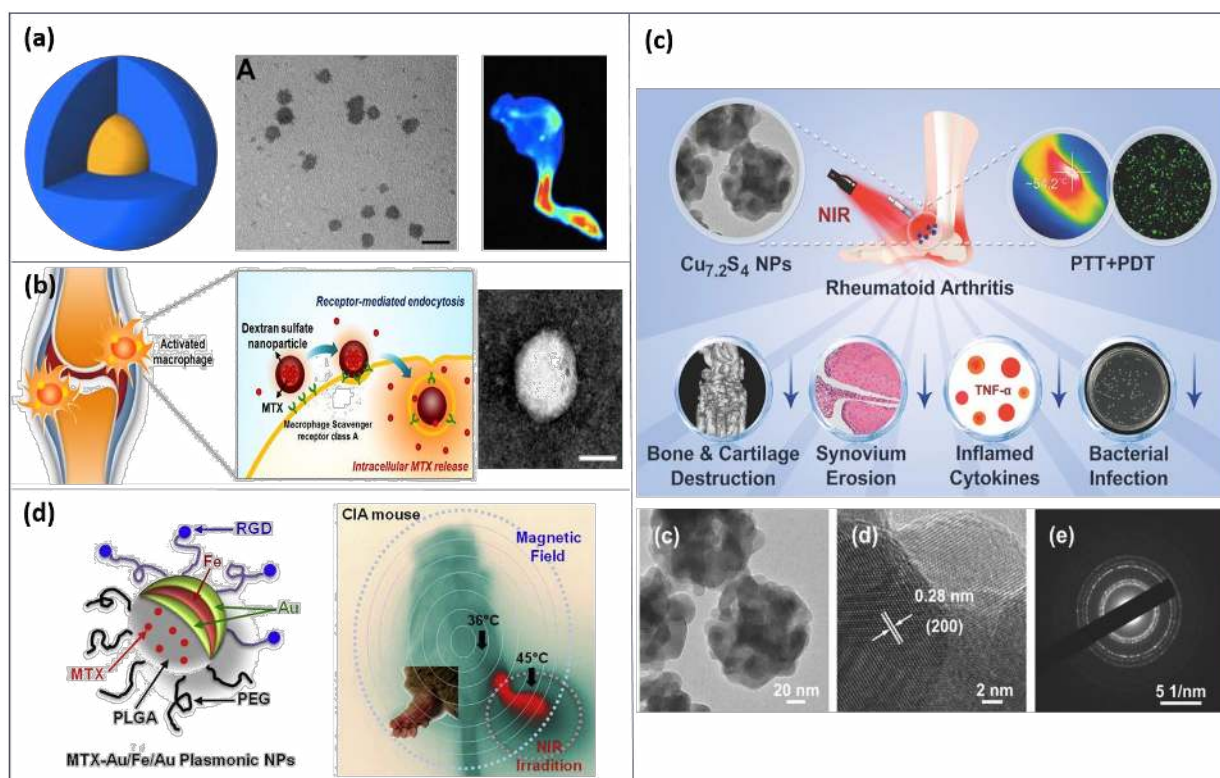 (a)
A
(b)
Activated
macrophage
Receptor-mediated endocytosis
Dextran sulfate
nanoparticle
MTX
Macrophage Scavenger
receptor class A
Intracellular MTX release
(c)
NIR
~54.2°C
Cu7.2S4 NPs
PTT+PDT
Rheumatoid Arthritis
TNF-α
Bone & Cartilage
Destruction
Synovium
Erosion
Inflamed
Cytokines
Bacterial
Infection
(c)
20 nm
(d)
0.28 nm
(200)
2 nm
(e)
5 1/nm
(d)
RGD
Fe
Au
MTX
PLGA
PEG
MTX-Au/Fe/Au Plasmonic NPs
CIA mouse
Magnetic
Field
36°C
45°C
NIR
Irradition